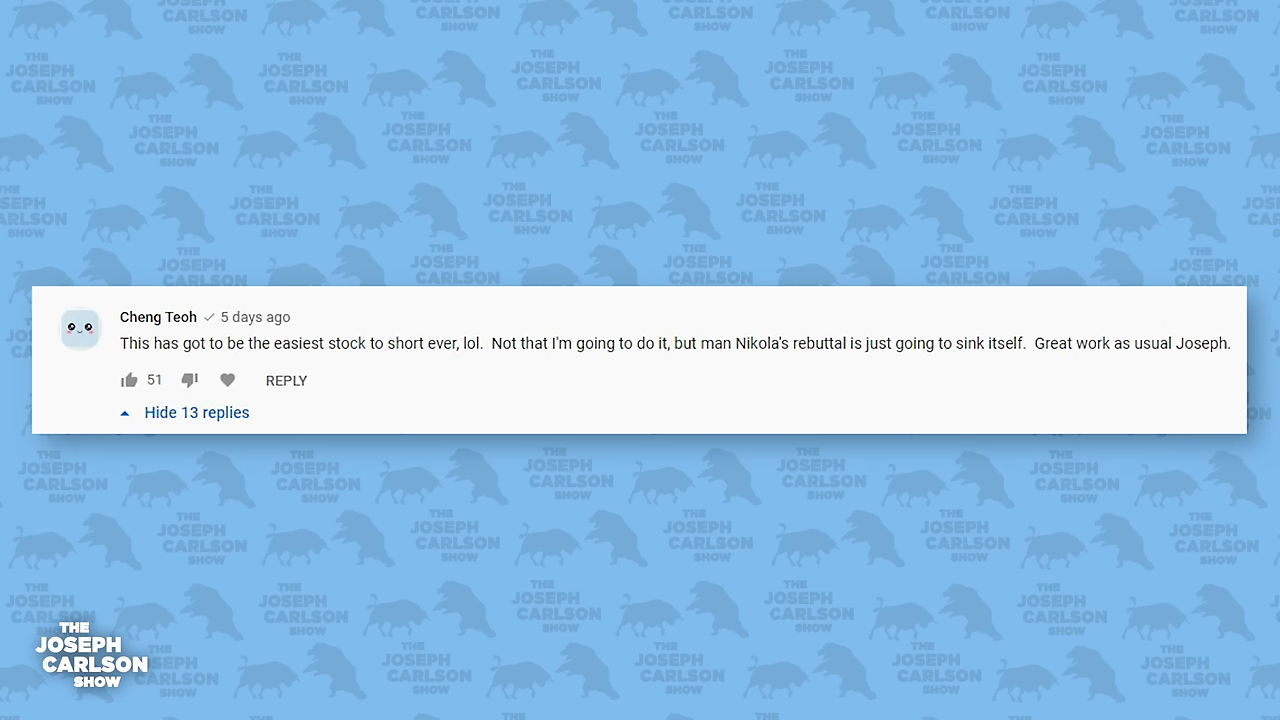 Cheng Teoh 5 days ago
This has got to be the easiest stock to short ever, lol.  Not that I'm going to do it, but man Nikola's rebuttal is just going to sink itself.  Great work as usual Joseph.
51 REPLY
Hide 13 replies
THE
JOSEPH
CARLSON
SHOW